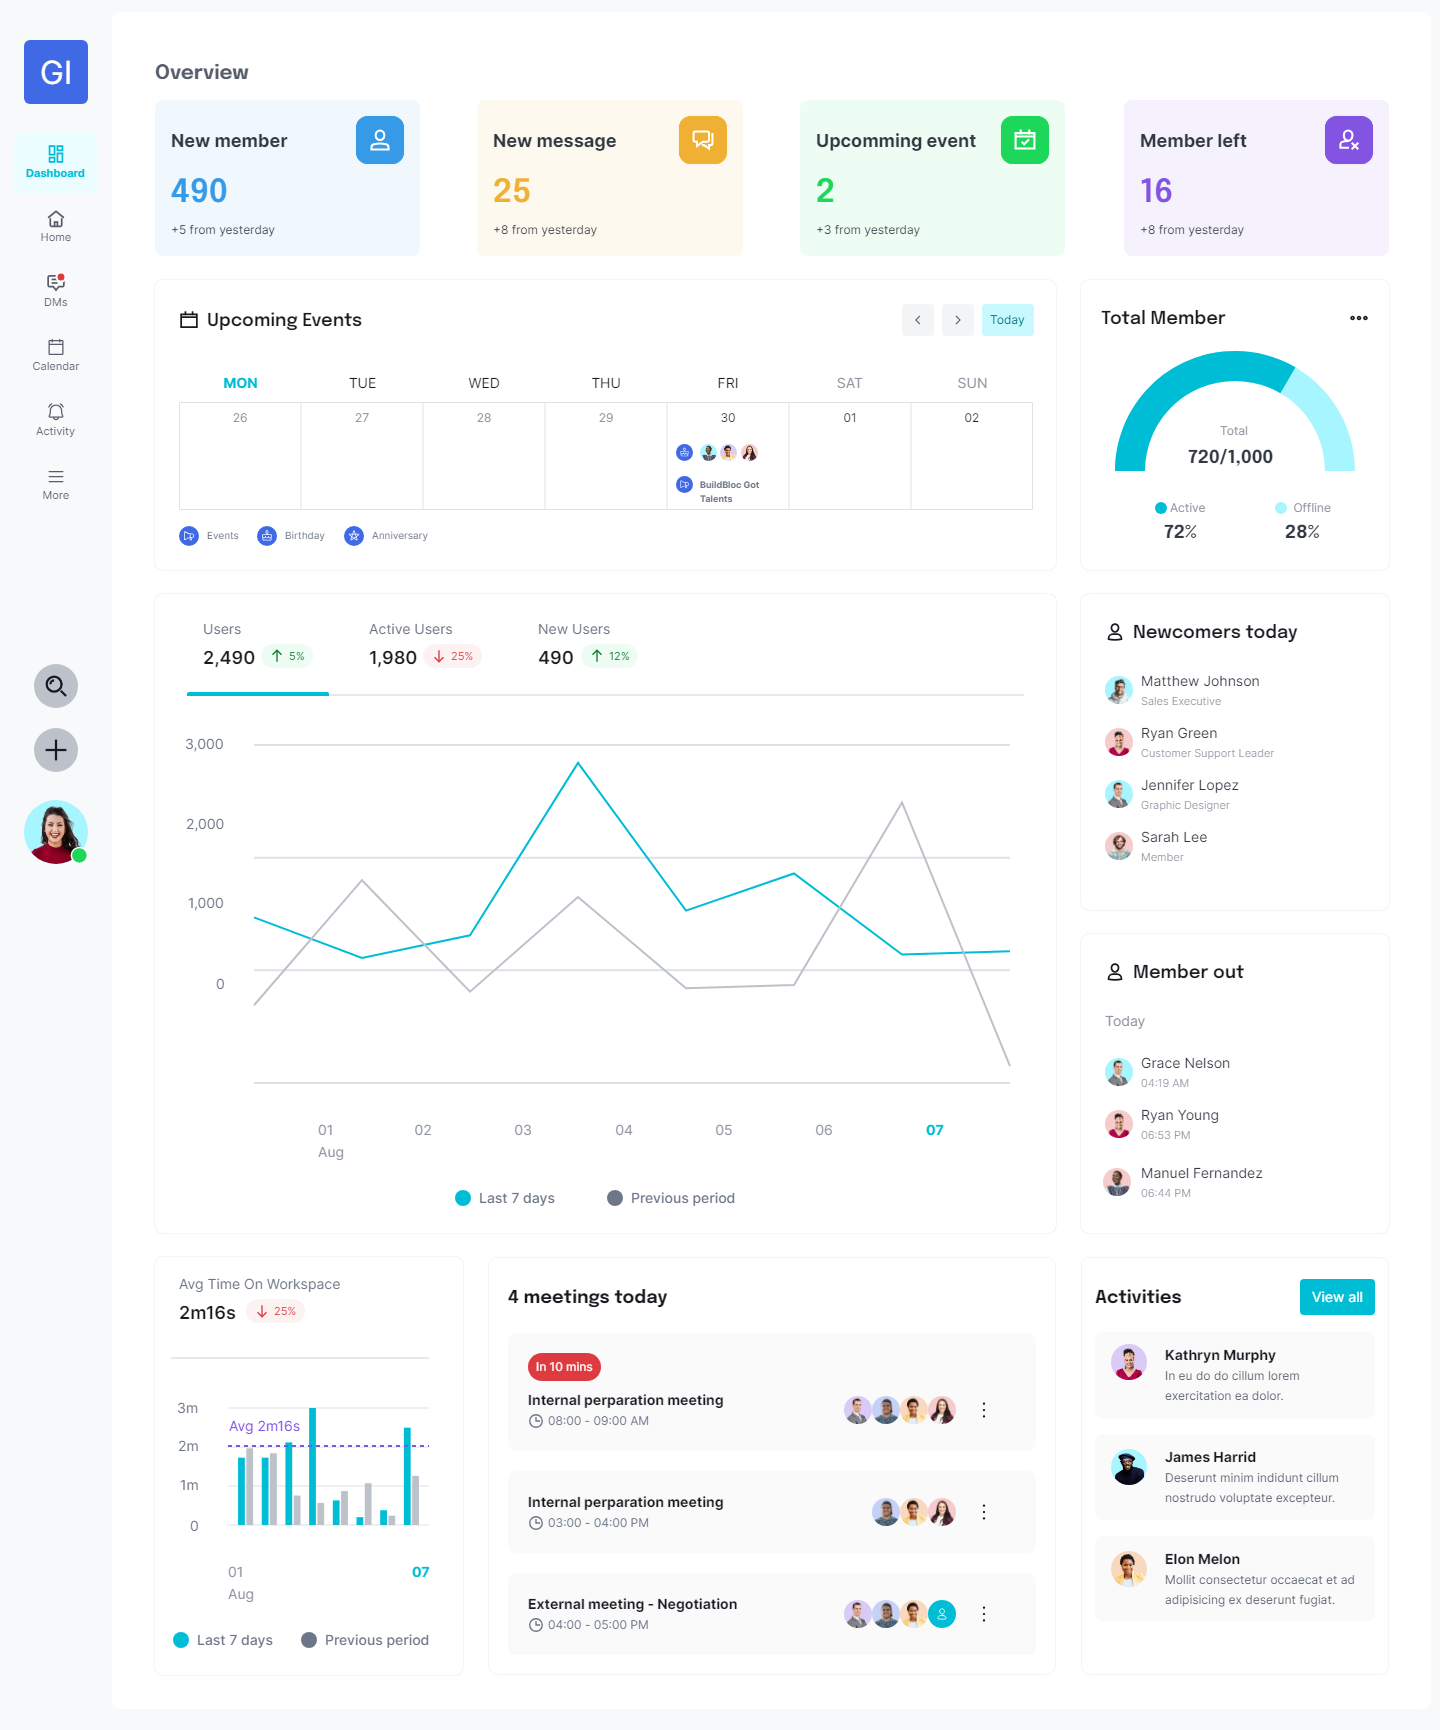 GI
Dashboard
Home
DMs
Calendar
Activity
More
Overview
New member
490
+5 from yesterday
New message
25
+8 from yesterday
Upcomming event
2
+3 from yesterday
Member left
16
+8 from yesterday
Upcoming Events
Today
MON TUE WED THU FRI SAT SUN
26 27 28 29 30 01 02
BuildBloc Got
Talents
Events Birthday Anniversary
Total Member
Total
720/1,000
Active Offline
72% 28%
Users
2,490 5%
Active Users
1,980 25%
New Users
490 12%
3,000
2,000
1,000
0
01 02 03 04 05 06 07
Aug
Last 7 days Previous period
Newcomers today
Matthew Johnson
Sales Executive
Ryan Green
Customer Support Leader
Jennifer Lopez
Graphic Designer
Sarah Lee
Member
Member out
Today
Grace Nelson
04:19 AM
Ryan Young
06:53 PM
Manuel Fernandez
06:44 PM
Avg Time On Workspace
2m16s 25%
3m
Avg 2m16s
2m
1m
0
01 07
Aug
Last 7 days Previous period
4 meetings today
In 10 mins
Internal perparation meeting
08:00 - 09:00 AM
Internal perparation meeting
03:00 - 04:00 PM
External meeting - Negotiation
04:00 - 05:00 PM
Activities View all
Kathryn Murphy
In eu do do cillum lorem
exercitation ea dolor.
James Harrid
Deserunt minim indidunt cillum
nostrudo voluptate excepteur.
Elon Melon
Mollit consectetur occaecat et ad
adipisicing ex deserunt fugiat.